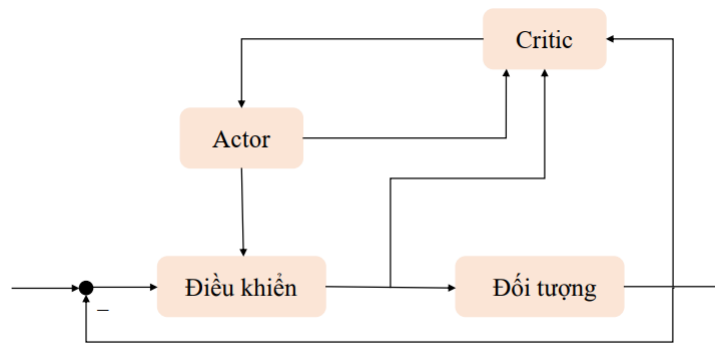 Critic
Actor
Điều khiển
Đối tượng
–